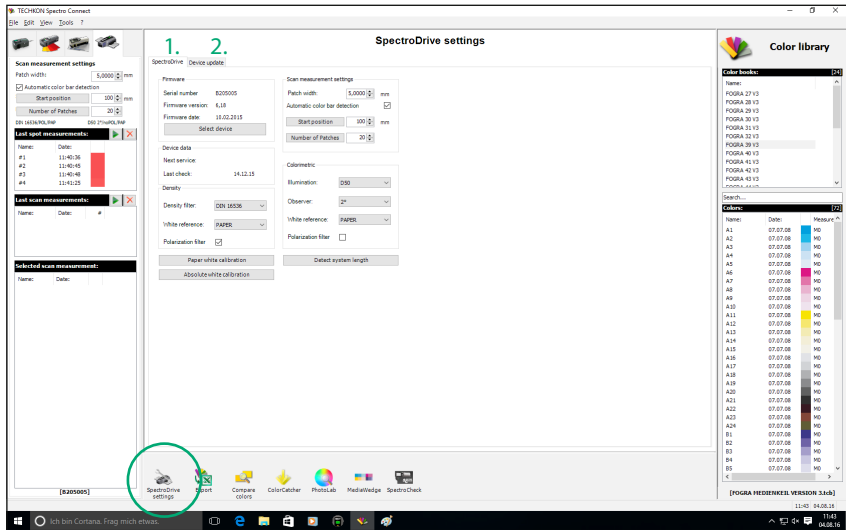 TECHKON Spectro Connect
File Edit View Tools ?
Scan measurement settings
Patch width: 5,0000 mm
Automatic color bar detection
Start position 100 mm
Number of Patches 20
Last spot measurements:
Name: Date:
#1 11:40:36
#2 11:40:45
#3 11:40:48
#4 11:41:29
Last scan measurements:
Name: Date: #
Selected scan measurement:
Name: Date:
[B205005]
1. 2.
SpectroDrive settings
SpectroDrive Device update
Firmware
Serial number B205005
Firmware version: 6,18
Firmware date: 10.02.2015
Select device
Device data
Next service:
Last check: 14.12.15
Density
Density filter: DIN 16536
White reference: PAPER
Polarization filter
Paper white calibration
Absolute white calibration
Scan measurement settings
Patch width: 5,0000 mm
Automatic color bar detection
Start position 100 mm
Number of Patches 20
Colorimetric
Illumination: D50
Observer: 2°
White reference: PAPER
Polarization filter
Detect system length
SpectroDrive settings
Export
Compare colors
ColorCatcher
PhotoLab
MediaWedge
SpectroCheck
Color library
Color books: [24]
Name:
FOGRA 27 V3
FOGRA 28 V3
FOGRA 29 V3
FOGRA 30 V3
FOGRA 31 V3
FOGRA 32 V3
FOGRA 39 V3
FOGRA 40 V3
FOGRA 41 V3
FOGRA 42 V3
FOGRA 43 V3
Search...
Colors: [72]
Name: Date: Measure
A1 07.07.08 M0
A2 07.07.08 M0
A3 07.07.08 M0
A4 07.07.08 M0
A5 07.07.08 M0
A6 07.07.08 M0
A7 07.07.08 M0
A8 07.07.08 M0
A9 07.07.08 M0
A10 07.07.08 M0
A11 07.07.08 M0
A12 07.07.08 M0
A13 07.07.08 M0
A14 07.07.08 M0
A15 07.07.08 M0
A16 07.07.08 M0
A17 07.07.08 M0
A18 07.07.08 M0
A19 07.07.08 M0
A20 07.07.08 M0
A21 07.07.08 M0
A22 07.07.08 M0
A23 07.07.08 M0
A24 07.07.08 M0
B1 07.07.08 M0
B2 07.07.08 M0
B3 07.07.08 M0
B4 07.07.08 M0
B5 07.07.08 M0
[FOGRA MEDIENKEIL VERSION 3.tcb]
11:43 04.08.16
Ich bin Cortana. Frag mich etwas.
11:43
04.08.16